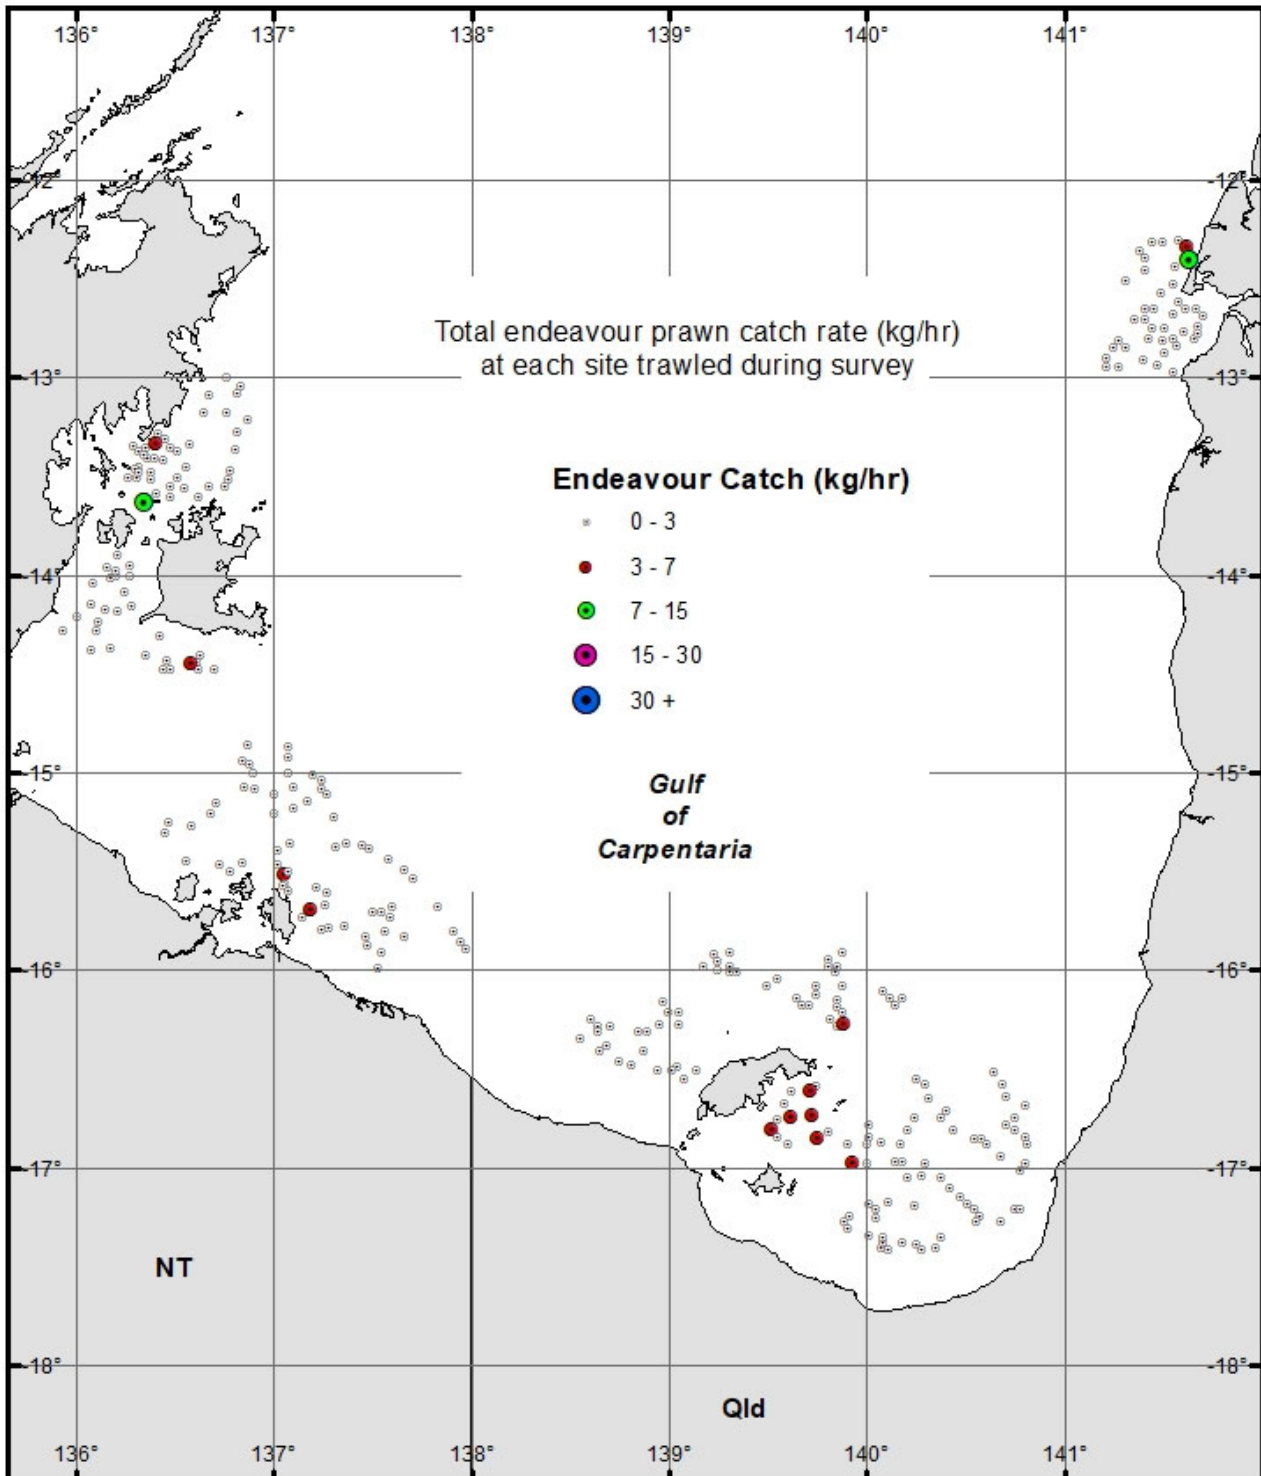 136° 137° 138° 139° 140° 141°
-12° -12°
Total endeavour prawn catch rate (kg/hr)
at each site trawled during survey
-13° -13°
Endeavour Catch (kg/hr)
0 - 3
3 - 7
-14° -14°
7 - 15
15 - 30
30 +
-15° -15°
Gulf
of
Carpentaria
-16° -16°
-17° -17°
NT
-18° -18°
Qld
136° 137° 138° 139° 140° 141°